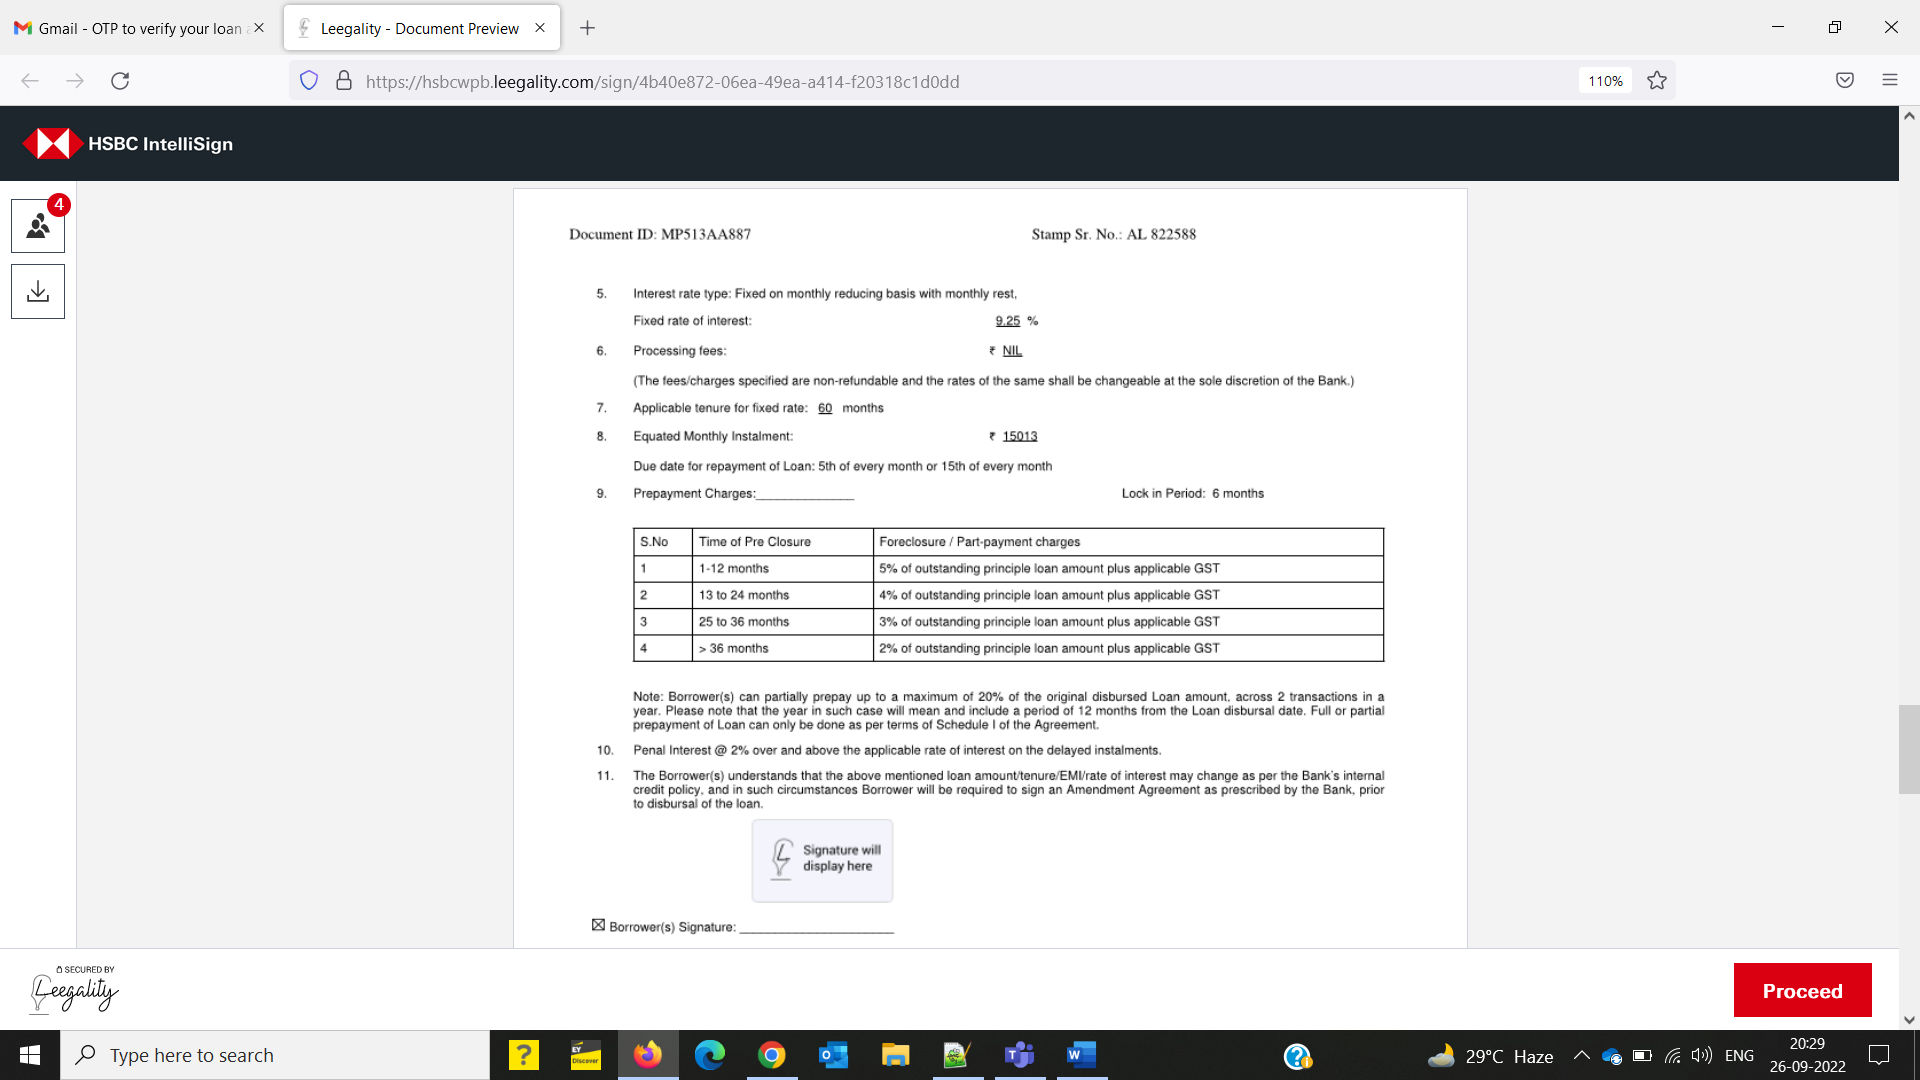 Gmail - OTP to verify your loan
Leegality - Document Preview
https://hsbcwpb.leegality.com/sign/4b40e872-06ea-49ea-a414-f20318c1d0dd
110%
HSBC IntelliSign
4
Document ID: MP513AA887 Stamp Sr. No.: AL 822588
5. Interest rate type: Fixed on monthly reducing basis with monthly rest,
Fixed rate of interest: 9.25 %
6. Processing fees: ₹ NIL
(The fees/charges specified are non-refundable and the rates of the same shall be changeable at the sole discretion of the Bank.)
7. Applicable tenure for fixed rate: 60 months
8. Equated Monthly Instalment: ₹ 15013
Due date for repayment of Loan: 5th of every month or 15th of every month
9. Prepayment Charges:______________ Lock in Period: 6 months
S.No Time of Pre Closure Foreclosure / Part-payment charges
1 1-12 months 5% of outstanding principle loan amount plus applicable GST
2 13 to 24 months 4% of outstanding principle loan amount plus applicable GST
3 25 to 36 months 3% of outstanding principle loan amount plus applicable GST
4 > 36 months 2% of outstanding principle loan amount plus applicable GST
Note: Borrower(s) can partially prepay up to a maximum of 20% of the original disbursed Loan amount, across 2 transactions in a
year. Please note that the year in such case will mean and include a period of 12 months from the Loan disbursal date. Full or partial
prepayment of Loan can only be done as per terms of Schedule I of the Agreement.
10. Penal Interest @ 2% over and above the applicable rate of interest on the delayed instalments.
11. The Borrower(s) understands that the above mentioned loan amount/tenure/EMI/rate of interest may change as per the Bank's internal
credit policy, and in such circumstances Borrower will be required to sign an Amendment Agreement as prescribed by the Bank, prior
to disbursal of the loan.
Signature will
display here
☒ Borrower(s) Signature: ______________________
SECURED BY
Leegality
Proceed
Type here to search
EY
Discover
29°C Haze
ENG
20:29
26-09-2022